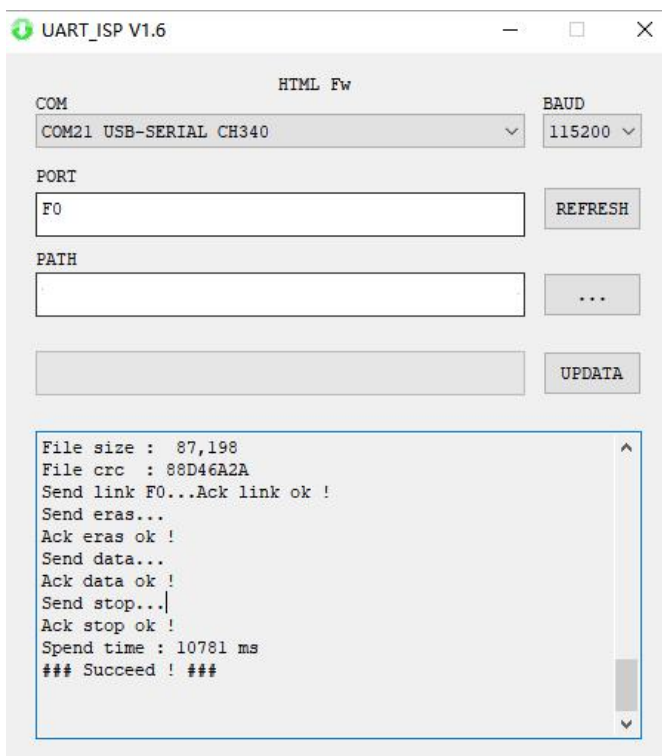 UART_ISP V1.6
HTML Fw
COM
BAUD
COM21 USB-SERIAL CH340
115200
PORT
F0
REFRESH
PATH
...
UPDATA
File size :  87,198
File crc  : 88D46A2A
Send link F0...Ack link ok !
Send eras...
Ack eras ok !
Send data...
Ack data ok !
Send stop...
Ack stop ok !
Spend time : 10781 ms
### Succeed ! ###